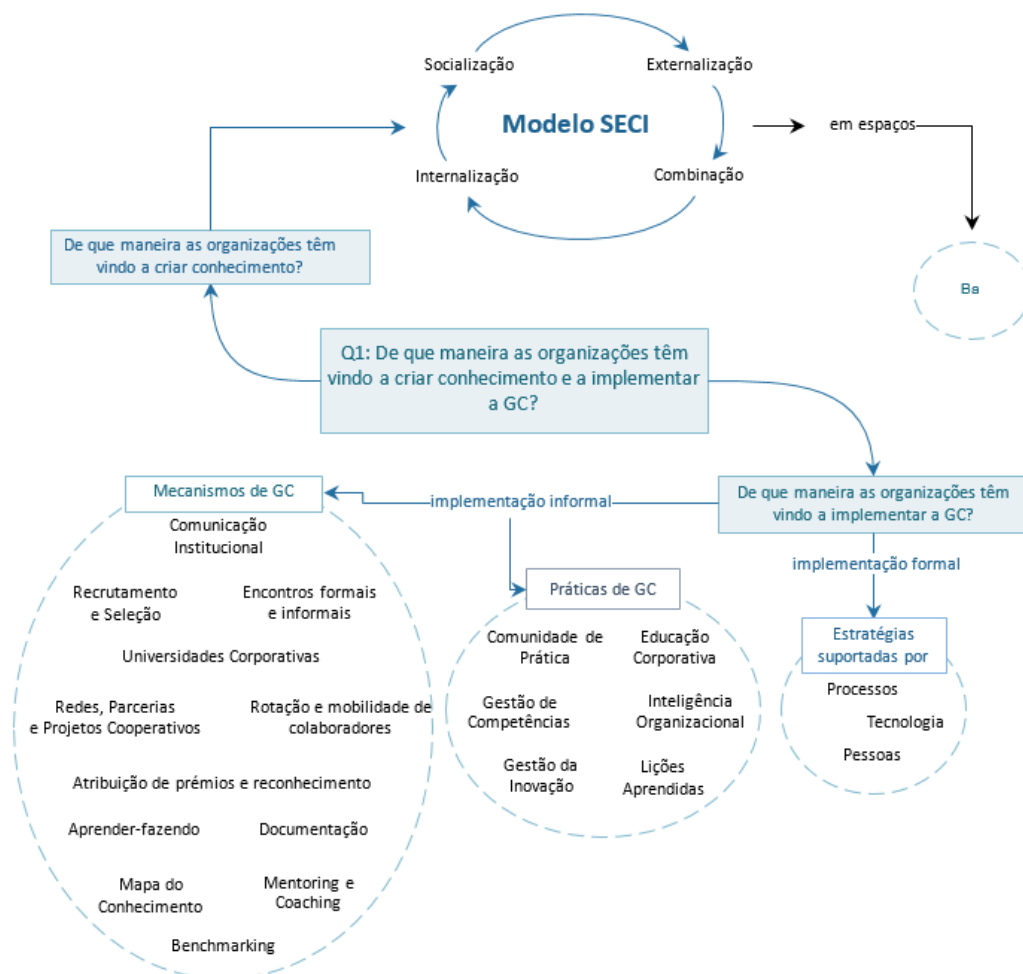 Socialização
Externalização
Modelo SECI
em espaços
Internalização
Combinação
De que maneira as organizações têm
vindo a criar conhecimento?
Ba
Q1: De que maneira as organizações têm
vindo a criar conhecimento e a implementar
a GC?
Mecanismos de GC
implementação informal
De que maneira as organizações têm
vindo a implementar a GC?
implementação formal
Comunicação
Institucional
Recrutamento
e Seleção
Encontros formais
e informais
Universidades Corporativas
Redes, Parcerias
e Projetos Cooperativos
Rotação e mobilidade de
colaboradores
Atribuição de prémios e reconhecimento
Aprender-fazendo
Documentação
Mapa do
Conhecimento
Mentoring e
Coaching
Benchmarking
Práticas de GC
Comunidade de
Prática
Educação
Corporativa
Gestão de
Competências
Inteligência
Organizacional
Gestão da
Inovação
Lições
Aprendidas
Estratégias
suportadas por
Processos
Tecnologia
Pessoas